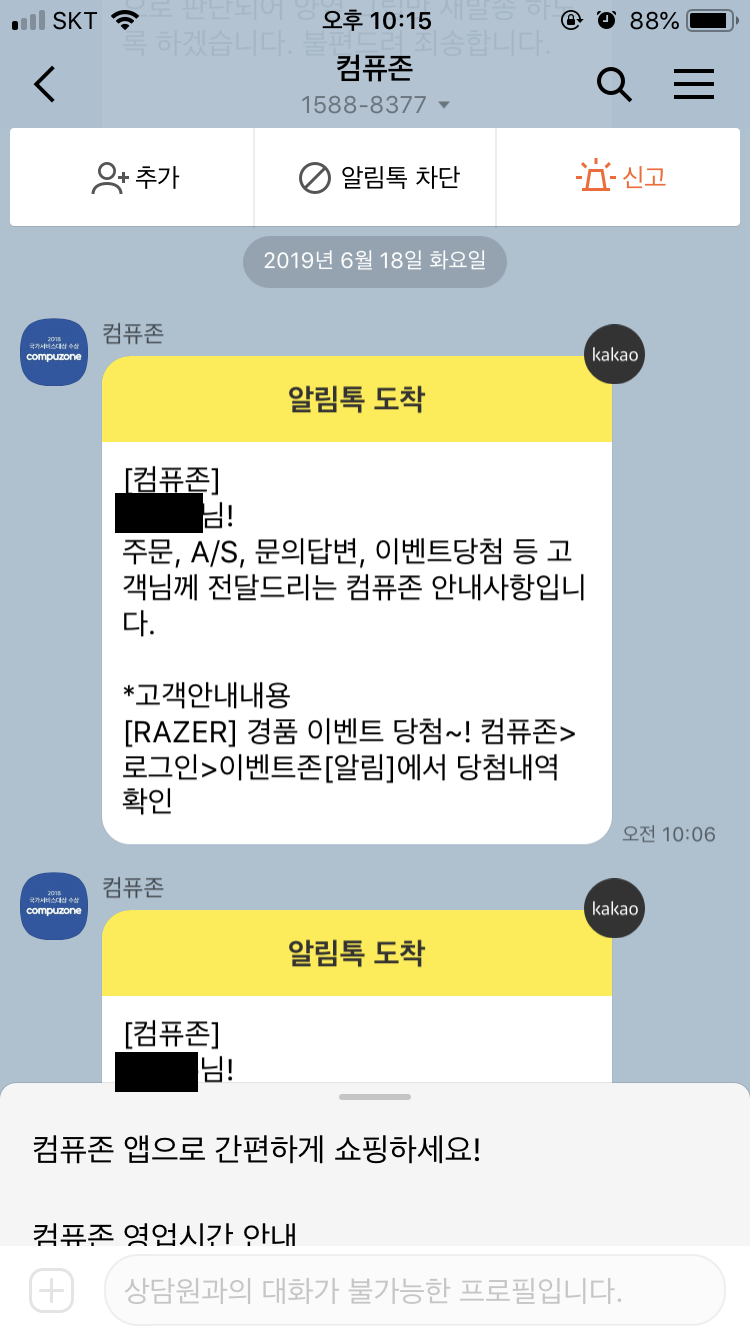 SKT 오후 10:15 88%
록 하겠습니다. 불편드려 죄송합니다.
컴퓨존
1588-8377
추가 알림톡 차단 신고
2019년 6월 18일 화요일
컴퓨존
2018
국가서비스대상 수상
compuzone
kakao
알림톡 도착
[컴퓨존]
님!
주문, A/S, 문의답변, 이벤트당첨 등 고
객님께 전달드리는 컴퓨존 안내사항입니
다.
*고객안내내용
[RAZER] 경품 이벤트 당첨~! 컴퓨존>
로그인>이벤트존[알림]에서 당첨내역
확인
오전 10:06
컴퓨존
2018
국가서비스대상 수상
compuzone
kakao
알림톡 도착
[컴퓨존]
님!
컴퓨존 앱으로 간편하게 쇼핑하세요!
컴퓨존 영업시간 안내
상담원과의 대화가 불가능한 프로필입니다.